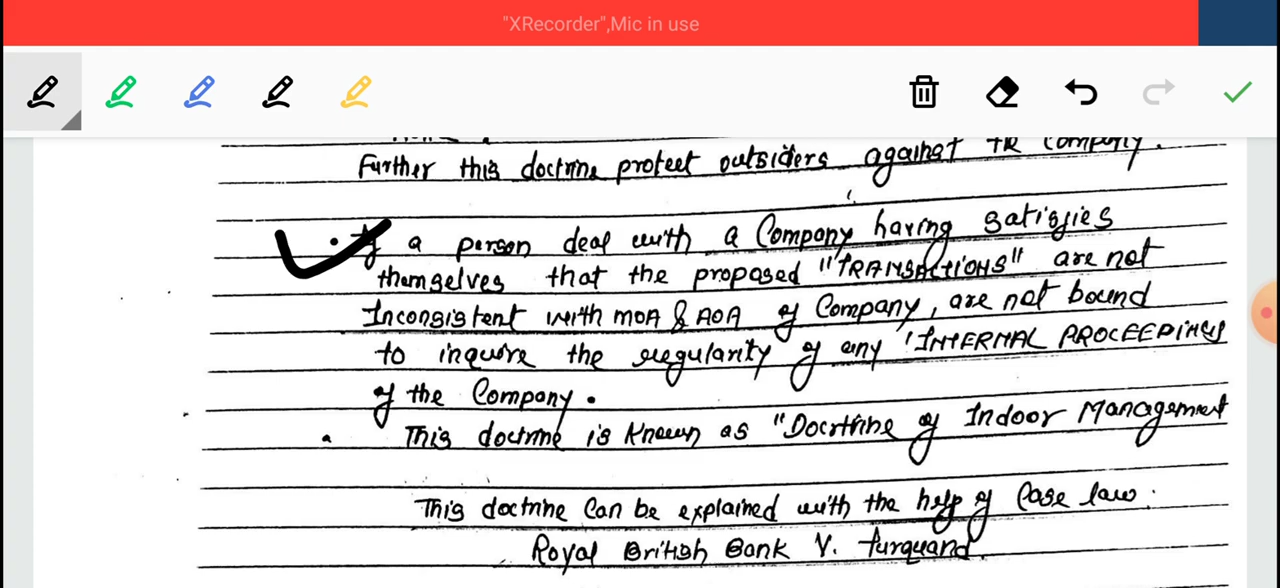 "XRecorder",Mic in use
Further this doctrine protect outsiders against the Company.
If a person deal with a Company having satisfies
themselves that the proposed "TRANSACTIONS" are not
Inconsistent with MOA & AOA of Company, are not bound
to inquire the regularity of any 'INTERNAL PROCEEDINGS
of the Company.
This doctrine is known as "Doctrine of Indoor Management
This doctrine Can be explained with the help of Case law.
Royal British Bank V. Turquand.